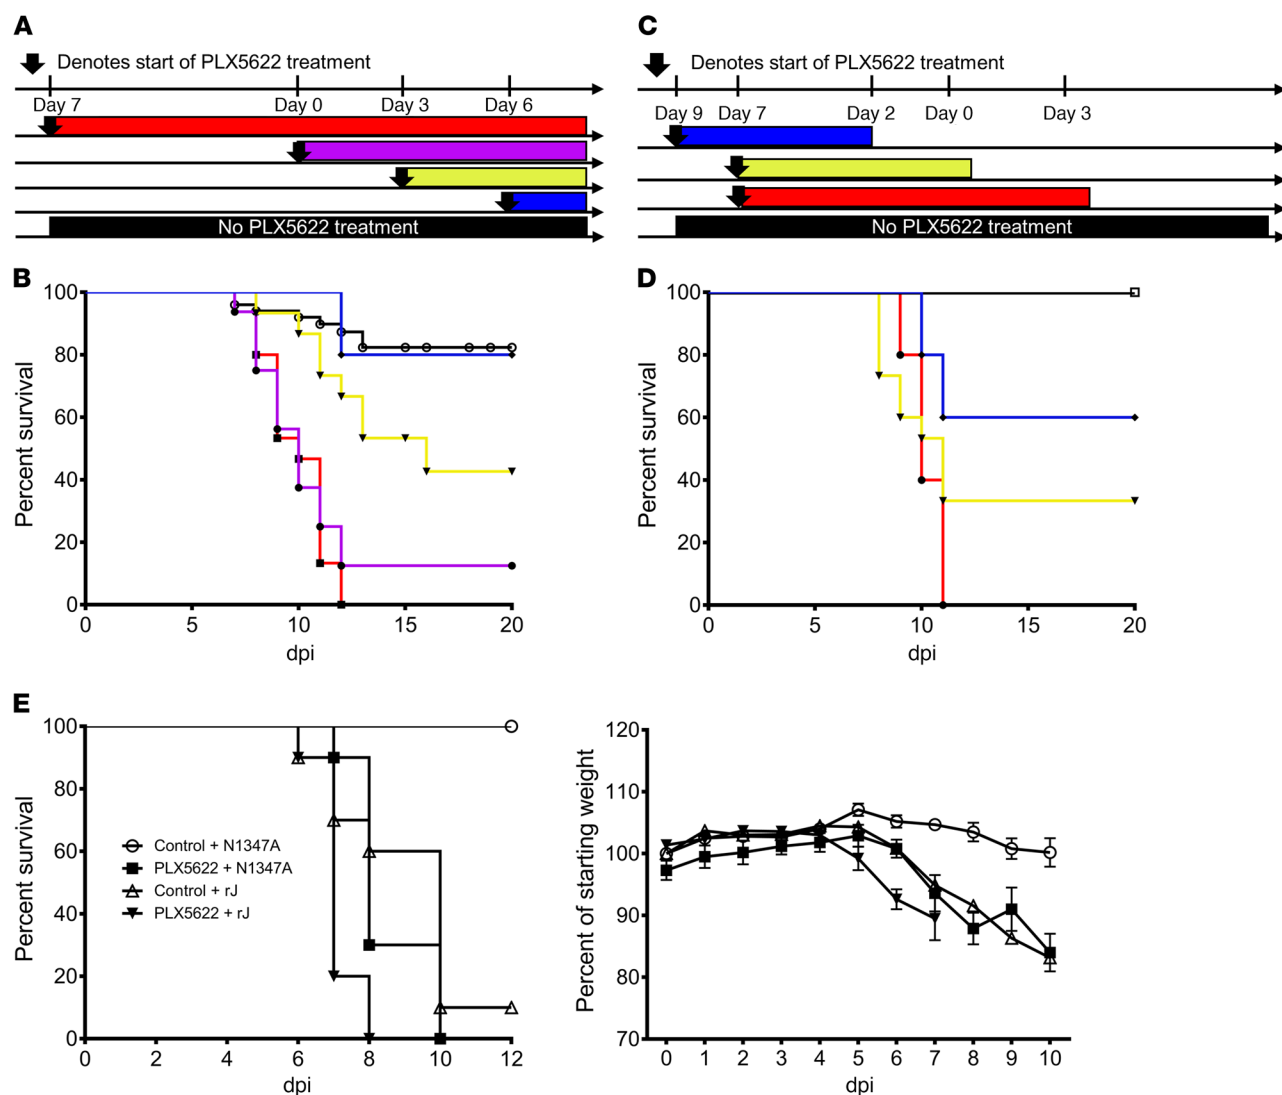 A
Denotes start of PLX5622 treatment
Day 7 Day 0 Day 3 Day 6
No PLX5622 treatment
C
Denotes start of PLX5622 treatment
Day 9 Day 7 Day 2 Day 0 Day 3
No PLX5622 treatment
B
Percent survival
100
80
60
40
20
0
0 5 10 15 20
dpi
D
Percent survival
100
80
60
40
20
0
0 5 10 15 20
dpi
E
Percent survival
100
80
60
40
20
0
Control + N1347A
PLX5622 + N1347A
Control + rJ
PLX5622 + rJ
0 2 4 6 8 10 12
dpi
Percent of starting weight
120
110
100
90
80
70
0 1 2 3 4 5 6 7 8 9 10
dpi